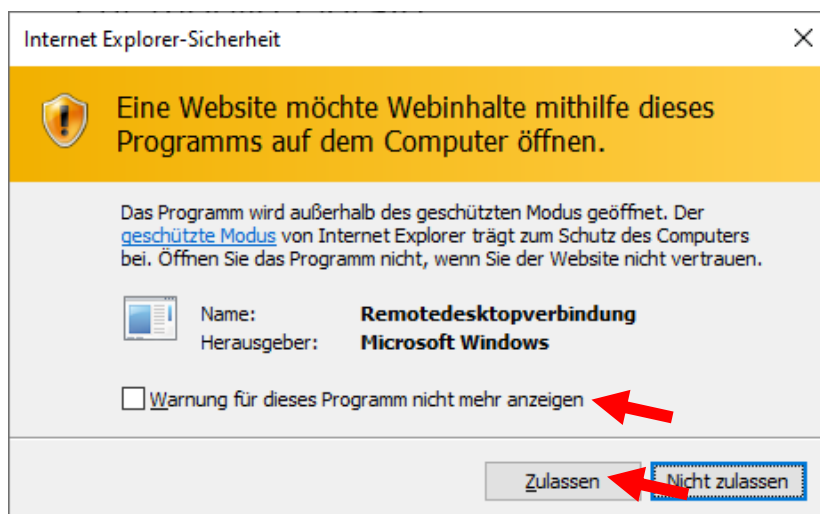 Internet Explorer-Sicherheit
Eine Website möchte Webinhalte mithilfe dieses
Programms auf dem Computer öffnen.
Das Programm wird außerhalb des geschützten Modus geöffnet. Der
geschützte Modus von Internet Explorer trägt zum Schutz des Computers
bei. Öffnen Sie das Programm nicht, wenn Sie der Website nicht vertrauen.
Name: Remotedesktopverbindung
Herausgeber: Microsoft Windows
Warnung für dieses Programm nicht mehr anzeigen
Zulassen Nicht zulassen